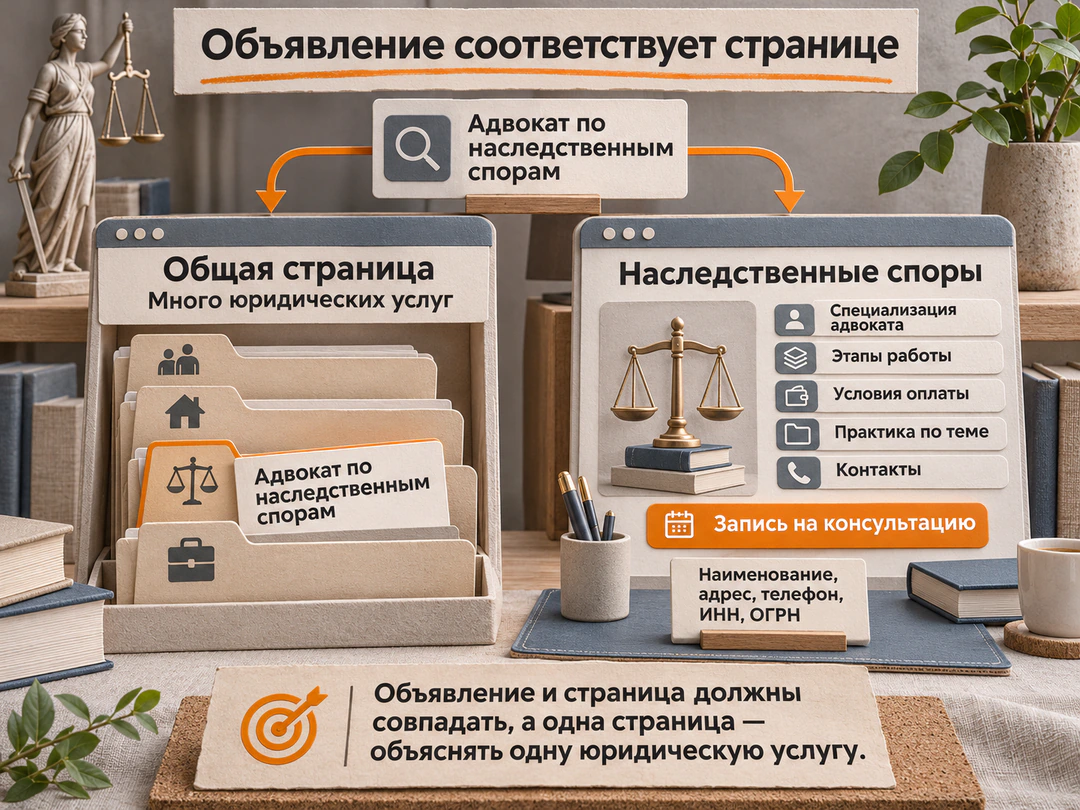 Объявление соответствует странице
Адвокат по
наследственным
спорам
Общая страница
Много юридических услуг
Адвокат по
наследственным
спорам
Наследственные споры
Специализация
адвоката
Этапы работы
Условия оплаты
Практика по теме
Контакты
Запись на консультацию
Наименование,
адрес, телефон,
ИНН, ОГРН
Объявление и страница должны
совпадать, а одна страница —
объяснять одну юридическую услугу.